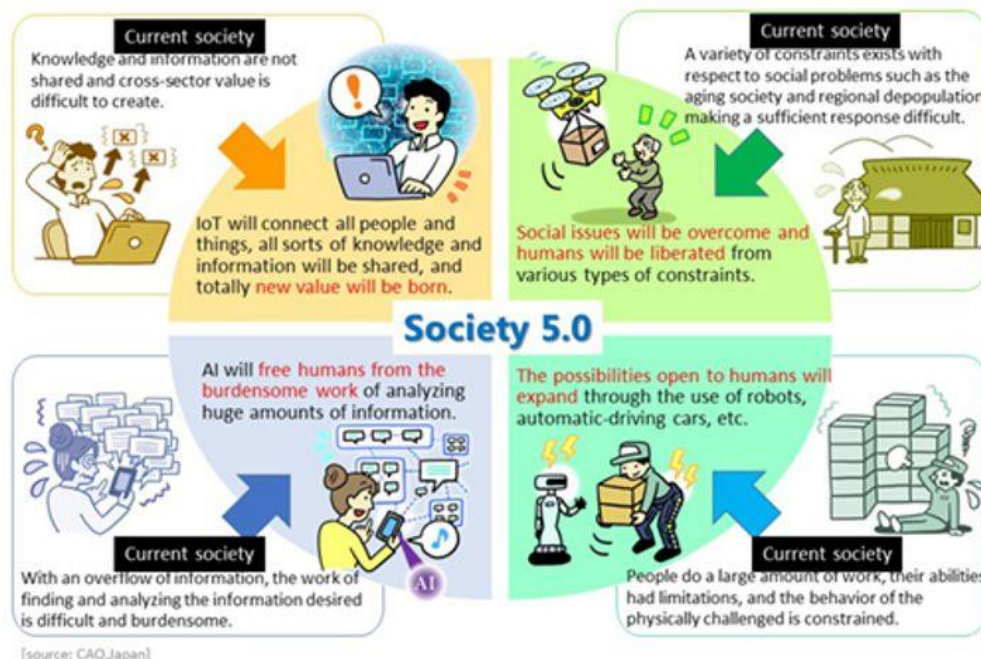 Current society
Knowledge and information are not
shared and cross-sector value is
difficult to create.
IoT will connect all people and
things, all sorts of knowledge and
information will be shared, and
totally new value will be born.
Current society
A variety of constraints exists with
respect to social problems such as the
aging society and regional depopulation
making a sufficient response difficult.
Social issues will be overcome and
humans will be liberated from
various types of constraints.
Society 5.0
AI will free humans from the
burdensome work of analyzing
huge amounts of information.
AI
Current society
With an overflow of information, the work of
finding and analyzing the information desired
is difficult and burdensome.
The possibilities open to humans will
expand through the use of robots,
automatic-driving cars, etc.
Current society
People do a large amount of work, their abilities
had limitations, and the behavior of the
physically challenged is constrained.
[source: CAO,Japan]